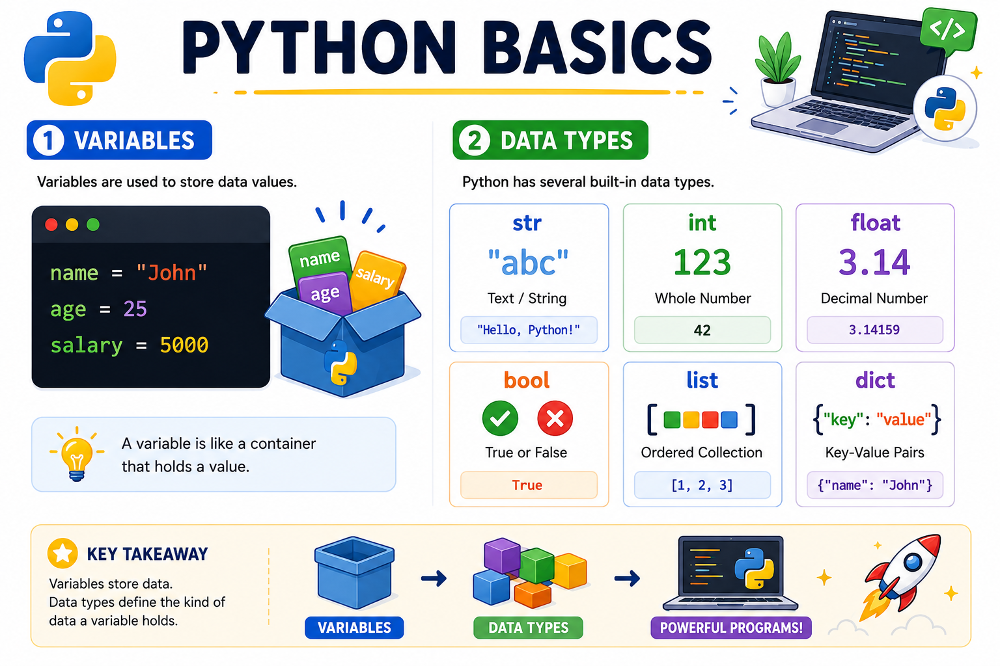 PYTHON BASICS
</>
1 VARIABLES
Variables are used to store data values.
name = "John"
age = 25
salary = 5000
name
salary
age
A variable is like a container
that holds a value.
2 DATA TYPES
Python has several built-in data types.
str
"abc"
Text / String
"Hello, Python!"
int
123
Whole Number
42
float
3.14
Decimal Number
3.14159
bool
True or False
True
list
[ ]
Ordered Collection
[1, 2, 3]
dict
{"key": "value"}
Key-Value Pairs
{"name": "John"}
KEY TAKEAWAY
Variables store data.
Data types define the kind of
data a variable holds.
VARIABLES
DATA TYPES
POWERFUL PROGRAMS!